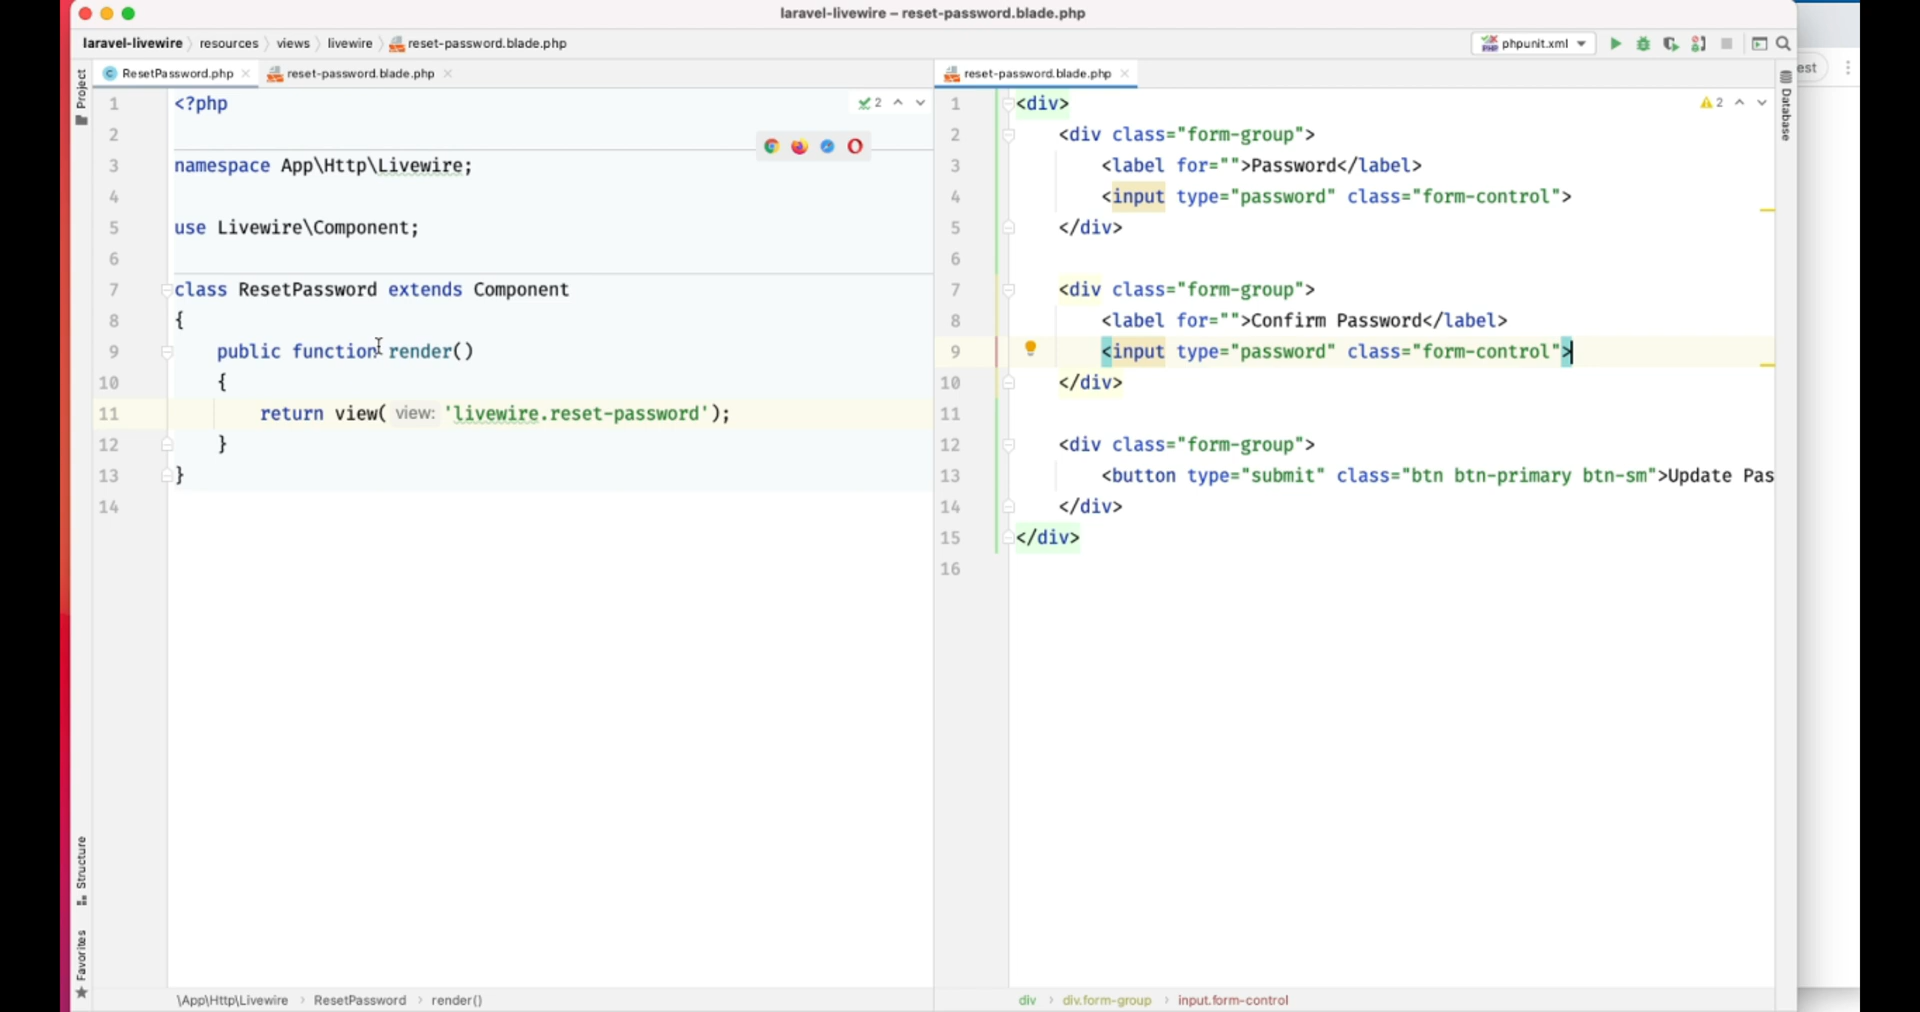 laravel-livewire – reset-password.blade.php
laravel-livewire resources views livewire reset-password.blade.php
phpunit.xml
est
Project
ResetPassword.php
reset-password.blade.php
1 <?php
2
3 namespace App\Http\Livewire;
4
5 use Livewire\Component;
6
7 class ResetPassword extends Component
8 {
9 public function render()
10 {
11 return view( view: 'livewire.reset-password');
12 }
13 }
14
2
reset-password.blade.php
1 <div>
2 <div class="form-group">
3 <label for="">Password</label>
4 <input type="password" class="form-control">
5 </div>
6
7 <div class="form-group">
8 <label for="">Confirm Password</label>
9 <input type="password" class="form-control">
10 </div>
11
12 <div class="form-group">
13 <button type="submit" class="btn btn-primary btn-sm">Update Pas
14 </div>
15 </div>
16
2
Database
Structure
Favorites
\App\Http\Livewire › ResetPassword › render()
div › div.form-group › input.form-control